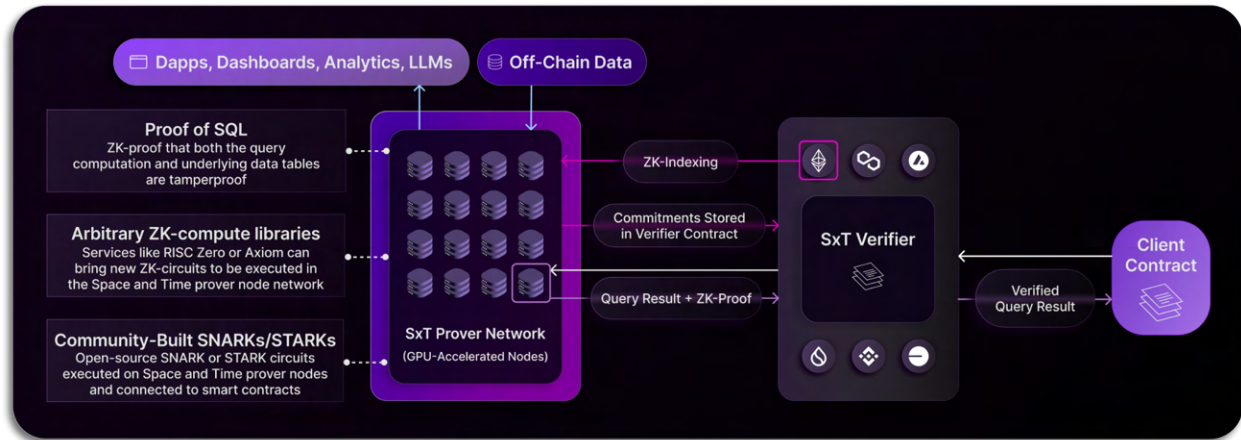 Dapps, Dashboards, Analytics, LLMs
Off-Chain Data
Proof of SQL
ZK-proof that both the query
computation and underlying data tables
are tamperproof
Arbitrary ZK-compute libraries
Services like RISC Zero or Axiom can
bring new ZK-circuits to be executed in
the Space and Time prover node network
Community-Built SNARKs/STARKs
Open-source SNARK or STARK circuits
executed on Space and Time prover nodes
and connected to smart contracts
SxT Prover Network
(GPU-Accelerated Nodes)
ZK-Indexing
Commitments Stored
in Verifier Contract
Query Result + ZK-Proof
SxT Verifier
Verified
Query Result
Client
Contract